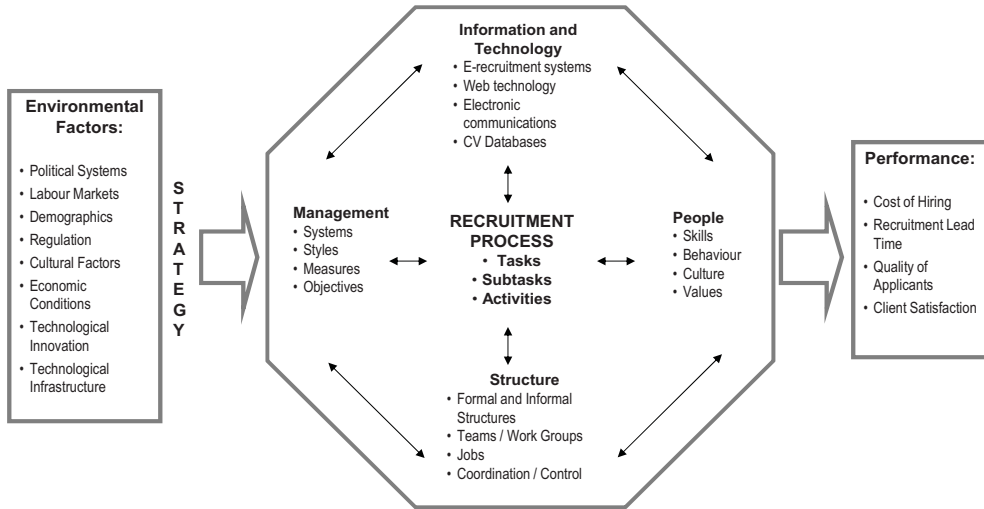 Environmental
Factors:
• Political Systems
• Labour Markets
• Demographics
• Regulation
• Cultural Factors
• Economic
Conditions
• Technological
Innovation
• Technological
Infrastructure
S
T
R
A
T
E
G
Y
Information and
Technology
• E-recruitment systems
• Web technology
• Electronic
communications
• CV Databases
Management
• Systems
• Styles
• Measures
• Objectives
RECRUITMENT
PROCESS
• Tasks
• Subtasks
• Activities
People
• Skills
• Behaviour
• Culture
• Values
Structure
• Formal and Informal
Structures
• Teams / Work Groups
• Jobs
• Coordination / Control
Performance:
• Cost of Hiring
• Recruitment Lead
Time
• Quality of
Applicants
• Client Satisfaction